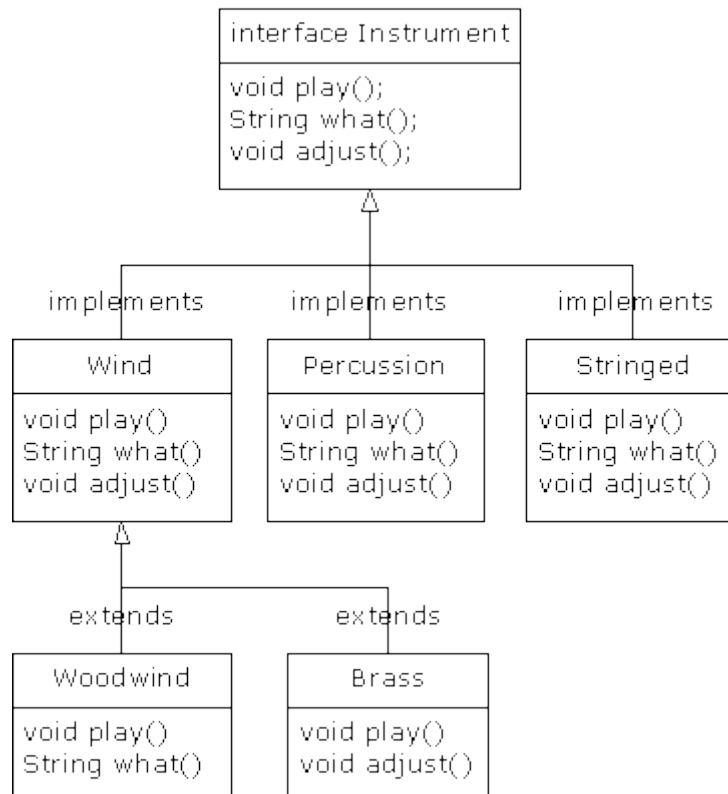 interface Instrument
void play();
String what();
void adjust();
implements
implements
implements
Wind
void play()
String what()
void adjust()
Percussion
void play()
String what()
void adjust()
Stringed
void play()
String what()
void adjust()
extends
extends
Woodwind
void play()
String what()
Brass
void play()
void adjust()